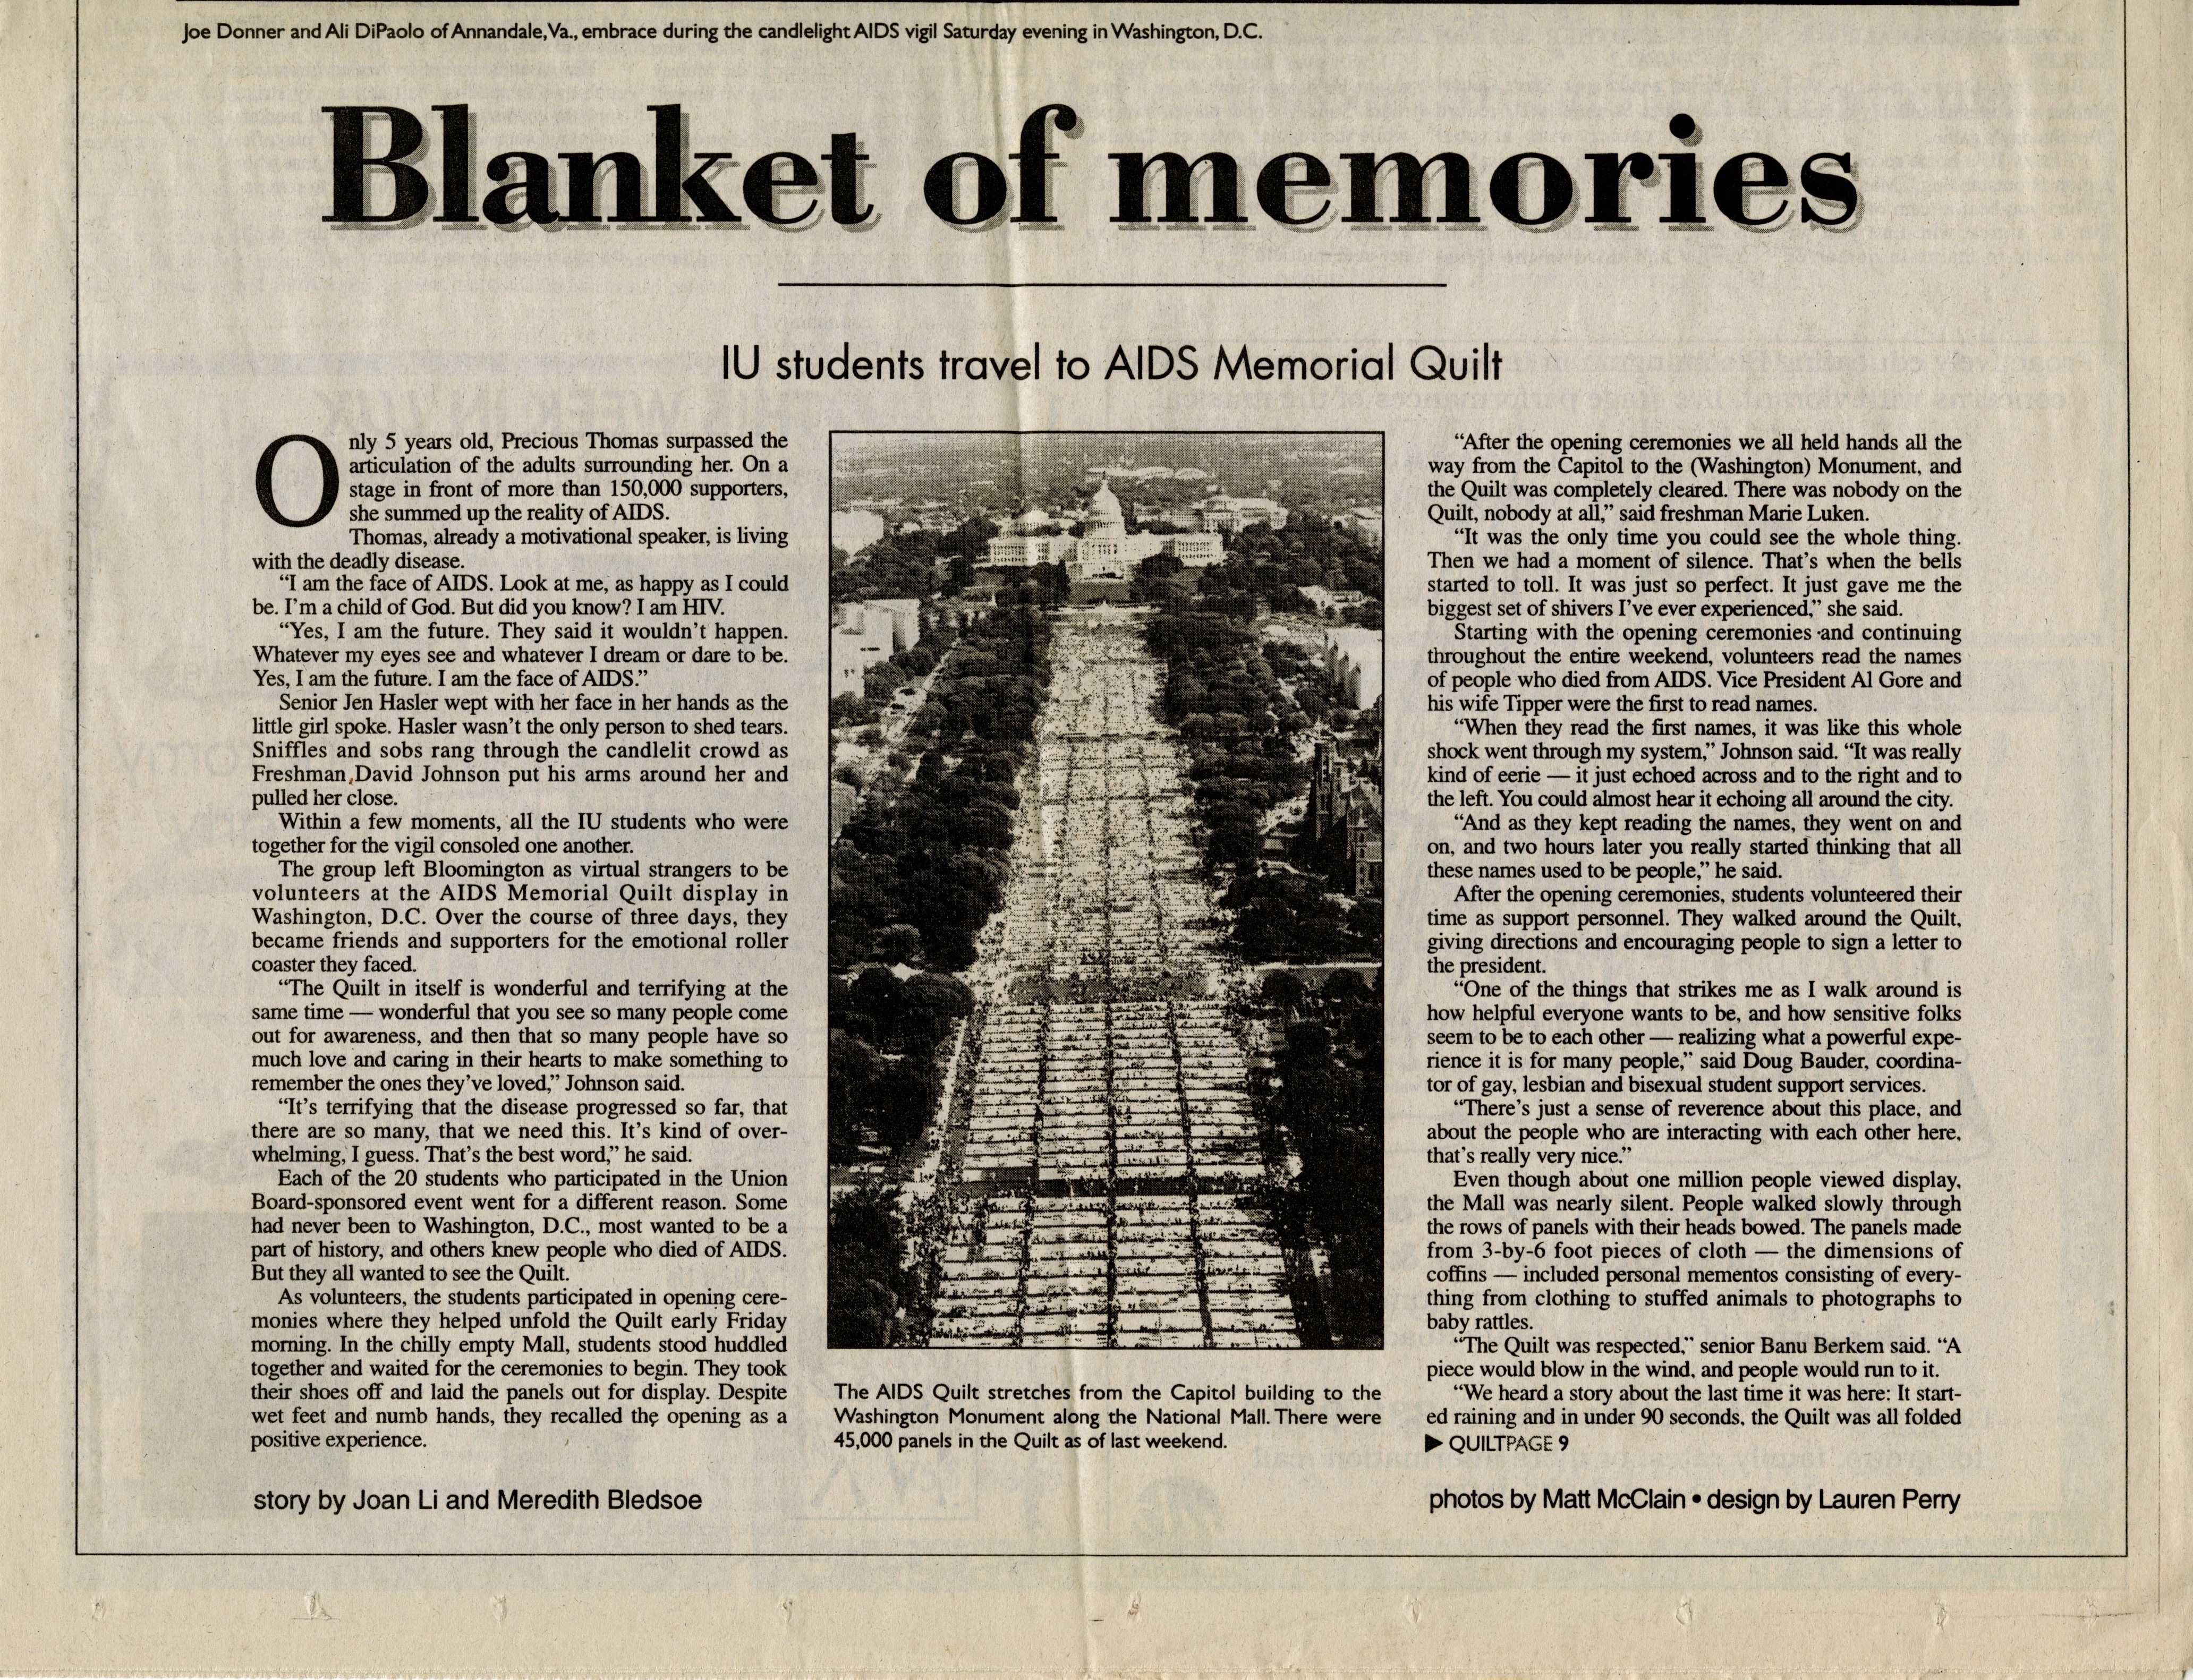 Joe Donner and Ali DiPaolo of Annandale, Va., embrace during the candlelight AIDS vigil Saturday evening in Washington, D.C.
Blanket of memories
IU students travel to AIDS Memorial Quilt
Only 5 years old, Precious Thomas surpassed the
articulation of the adults surrounding her. On a
stage in front of more than 150,000 supporters,
she summed up the reality of AIDS.
Thomas, already a motivational speaker, is living
with the deadly disease.
“I am the face of AIDS. Look at me, as happy as I could
be. I’m a child of God. But did you know? I am HIV.
“Yes, I am the future. They said it wouldn’t happen.
Whatever my eyes see and whatever I dream or dare to be.
Yes, I am the future. I am the face of AIDS.”
Senior Jen Hasler wept with her face in her hands as the
little girl spoke. Hasler wasn’t the only person to shed tears.
Sniffles and sobs rang through the candlelit crowd as
Freshman David Johnson put his arms around her and
pulled her close.
Within a few moments, all the IU students who were
together for the vigil consoled one another.
The group left Bloomington as virtual strangers to be
volunteers at the AIDS Memorial Quilt display in
Washington, D.C. Over the course of three days, they
became friends and supporters for the emotional roller
coaster they faced.
“The Quilt in itself is wonderful and terrifying at the
same time — wonderful that you see so many people come
out for awareness, and then that so many people have so
much love and caring in their hearts to make something to
remember the ones they’ve loved,” Johnson said.
“It’s terrifying that the disease progressed so far, that
there are so many, that we need this. It’s kind of over-
whelming, I guess. That’s the best word,” he said.
Each of the 20 students who participated in the Union
Board-sponsored event went for a different reason. Some
had never been to Washington, D.C., most wanted to be a
part of history, and others knew people who died of AIDS.
But they all wanted to see the Quilt.
As volunteers, the students participated in opening cere-
monies where they helped unfold the Quilt early Friday
morning. In the chilly empty Mall, students stood huddled
together and waited for the ceremonies to begin. They took
their shoes off and laid the panels out for display. Despite
wet feet and numb hands, they recalled the opening as a
positive experience.
story by Joan Li and Meredith Bledsoe
The AIDS Quilt stretches from the Capitol building to the
Washington Monument along the National Mall. There were
45,000 panels in the Quilt as of last weekend.
“After the opening ceremonies we all held hands all the
way from the Capitol to the (Washington) Monument, and
the Quilt was completely cleared. There was nobody on the
Quilt, nobody at all,” said freshman Marie Luken.
“It was the only time you could see the whole thing.
Then we had a moment of silence. That’s when the bells
started to toll. It was just so perfect. It just gave me the
biggest set of shivers I’ve ever experienced,” she said.
Starting with the opening ceremonies and continuing
throughout the entire weekend, volunteers read the names
of people who died from AIDS. Vice President Al Gore and
his wife Tipper were the first to read names.
“When they read the first names, it was like this whole
shock went through my system,” Johnson said. “It was really
kind of eerie — it just echoed across and to the right and to
the left. You could almost hear it echoing all around the city.
“And as they kept reading the names, they went on and
on, and two hours later you really started thinking that all
these names used to be people,” he said.
After the opening ceremonies, students volunteered their
time as support personnel. They walked around the Quilt,
giving directions and encouraging people to sign a letter to
the president.
“One of the things that strikes me as I walk around is
how helpful everyone wants to be, and how sensitive folks
seem to be to each other — realizing what a powerful expe-
rience it is for many people,” said Doug Bauder, coordina-
tor of gay, lesbian and bisexual student support services.
“There’s just a sense of reverence about this place, and
about the people who are interacting with each other here,
that’s really very nice.”
Even though about one million people viewed display,
the Mall was nearly silent. People walked slowly through
the rows of panels with their heads bowed. The panels made
from 3-by-6 foot pieces of cloth — the dimensions of
coffins — included personal mementos consisting of every-
thing from clothing to stuffed animals to photographs to
baby rattles.
“The Quilt was respected,” senior Banu Berkem said. “A
piece would blow in the wind, and people would run to it.
“We heard a story about the last time it was here: It start-
ed raining and in under 90 seconds, the Quilt was all folded
▶ QUILTPAGE 9
photos by Matt McClain • design by Lauren Perry